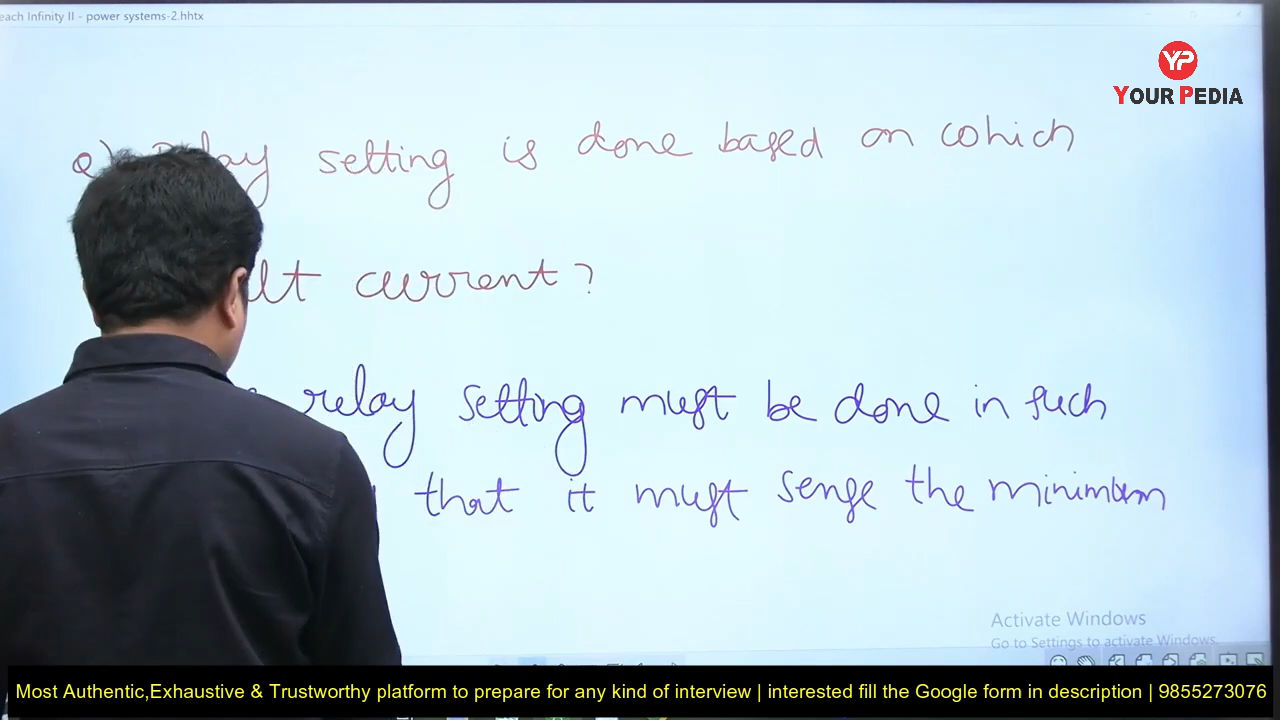 each Infinity II - power systems-2.hhtx
YP
YOUR PEDIA
Q) Relay setting is done based on which
current?
relay setting must be done in such
that it must sense the minimum
Activate Windows
Go to Settings to activate Windows.
Most Authentic,Exhaustive & Trustworthy platform to prepare for any kind of interview | interested fill the Google form in description | 9855273076